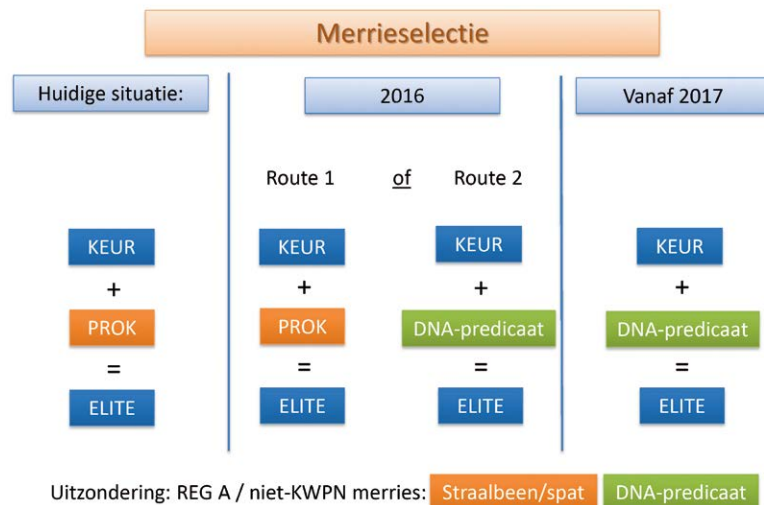 Merrieselectie
Huidige situatie: 2016 Vanaf 2017
Route 1 of Route 2
KEUR KEUR KEUR KEUR
+ + + +
PROK PROK DNA-predicaat DNA-predicaat
= = = =
ELITE ELITE ELITE ELITE
Uitzondering: REG A / niet-KWPN merries: Straalbeen/spat DNA-predicaat